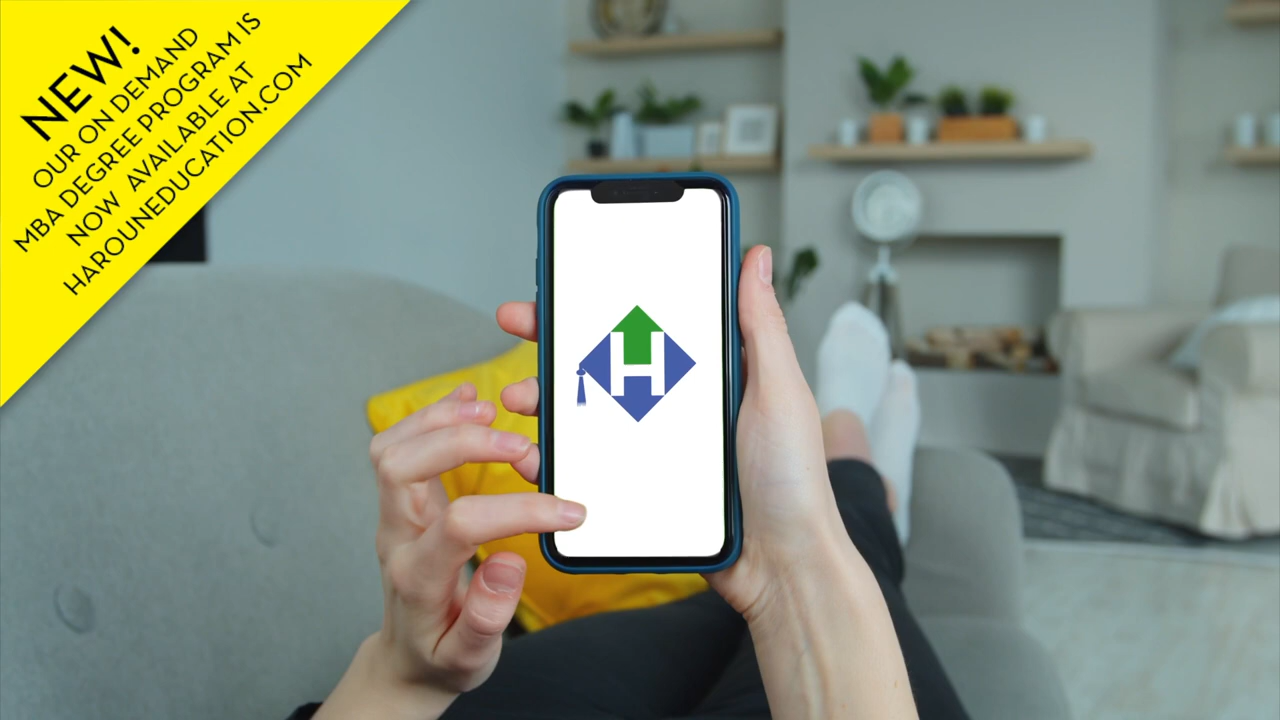 NEW!
OUR ON DEMAND
MBA DEGREE PROGRAM IS
NOW AVAILABLE AT
HAROUNEDUCATION.COM
H